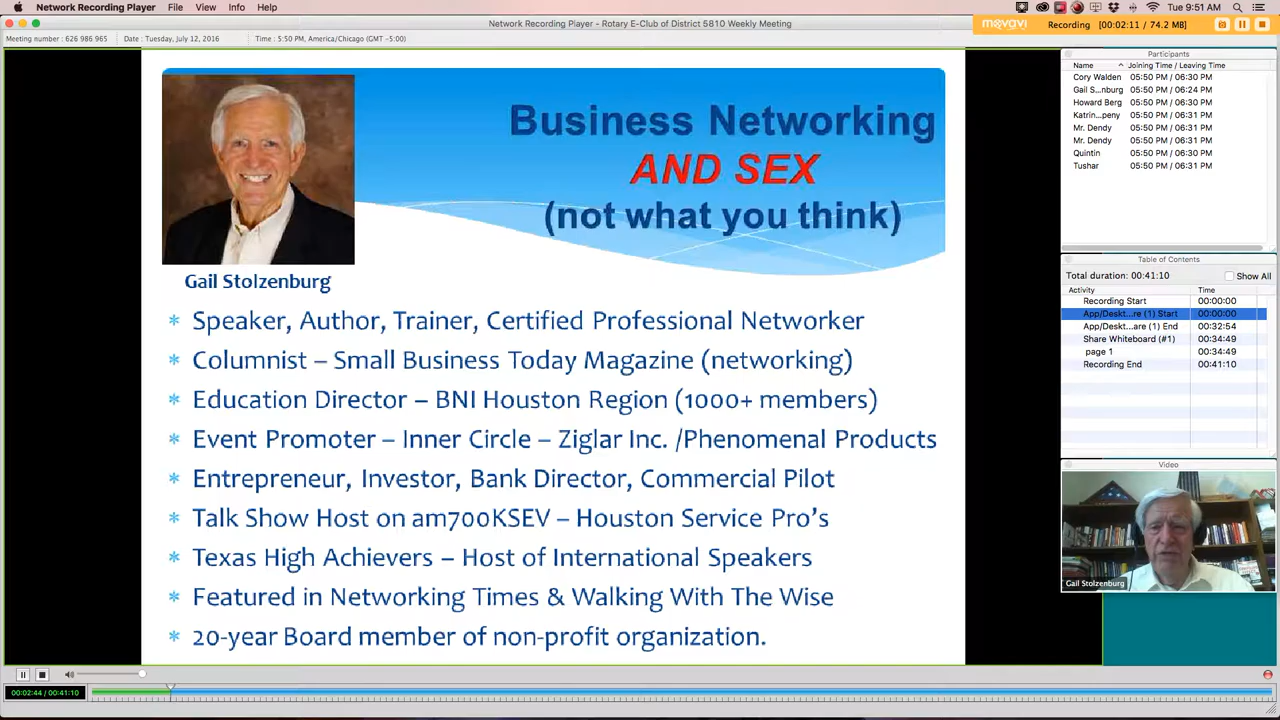 Network Recording Player File View Info Help
Tue 9:51 AM
Network Recording Player - Rotary E-Club of District 5810 Weekly Meeting
movavi Recording [00:02:11 / 74.2 MB]
Meeting number : 626 986 965 Date : Tuesday, July 12, 2016 Time : 5:50 PM, America/Chicago (GMT -5:00)
Business Networking
AND SEX
(not what you think)
Gail Stolzenburg
* Speaker, Author, Trainer, Certified Professional Networker
* Columnist – Small Business Today Magazine (networking)
* Education Director – BNI Houston Region (1000+ members)
* Event Promoter – Inner Circle – Ziglar Inc. /Phenomenal Products
* Entrepreneur, Investor, Bank Director, Commercial Pilot
* Talk Show Host on am700KSEV – Houston Service Pro's
* Texas High Achievers – Host of International Speakers
* Featured in Networking Times & Walking With The Wise
* 20-year Board member of non-profit organization.
Participants
Name Joining Time / Leaving Time
Cory Walden 05:50 PM / 06:30 PM
Gail S...nburg 05:50 PM / 06:24 PM
Howard Berg 05:50 PM / 06:30 PM
Katrin...peny 05:50 PM / 06:31 PM
Mr. Dendy 05:50 PM / 06:31 PM
Mr. Dendy 05:50 PM / 06:31 PM
Quintin 05:50 PM / 06:30 PM
Tushar 05:50 PM / 06:31 PM
Table of Contents
Total duration: 00:41:10 Show All
Activity Time
Recording Start 00:00:00
App/Deskt...re (1) Start 00:00:00
App/Deskt...are (1) End 00:32:54
Share Whiteboard (#1) 00:34:49
page 1 00:34:49
Recording End 00:41:10
Video
Gail Stolzenburg
00:02:44 / 00:41:10